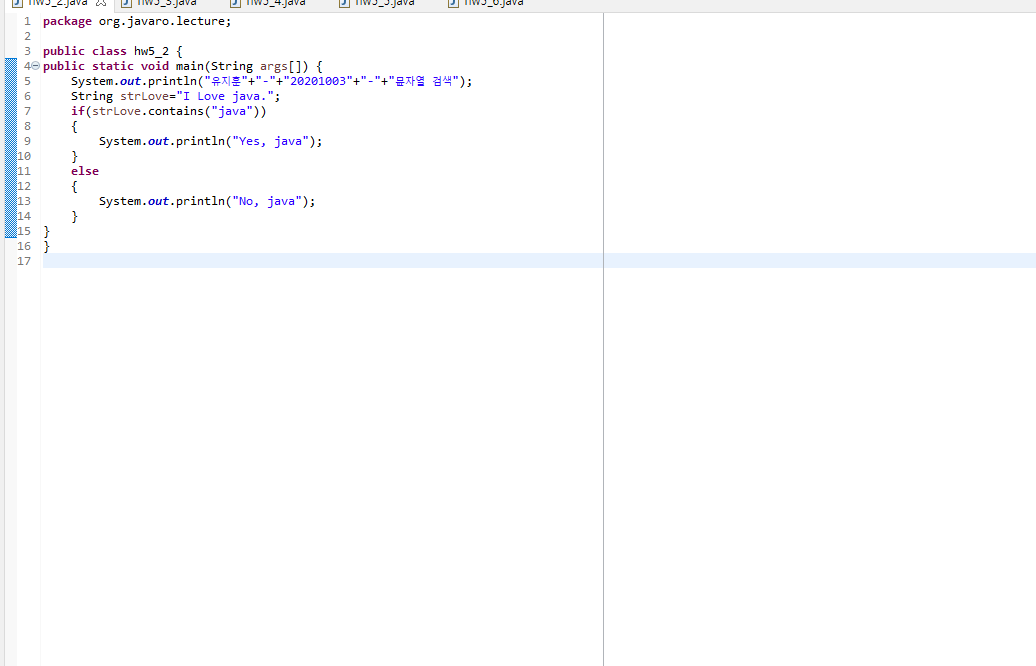 hw5_2.java hw5_3.java hw5_4.java hw5_5.java hw5_6.java
1 package org.javaro.lecture;
2
3 public class hw5_2 {
4 public static void main(String args[]) {
5 System.out.println("유지훈"+"-"+"20201003"+"-"+"문자열 검색");
6 String strLove="I Love java.";
7 if(strLove.contains("java"))
8 {
9 System.out.println("Yes, java");
10 }
11 else
12 {
13 System.out.println("No, java");
14 }
15 }
16 }
17